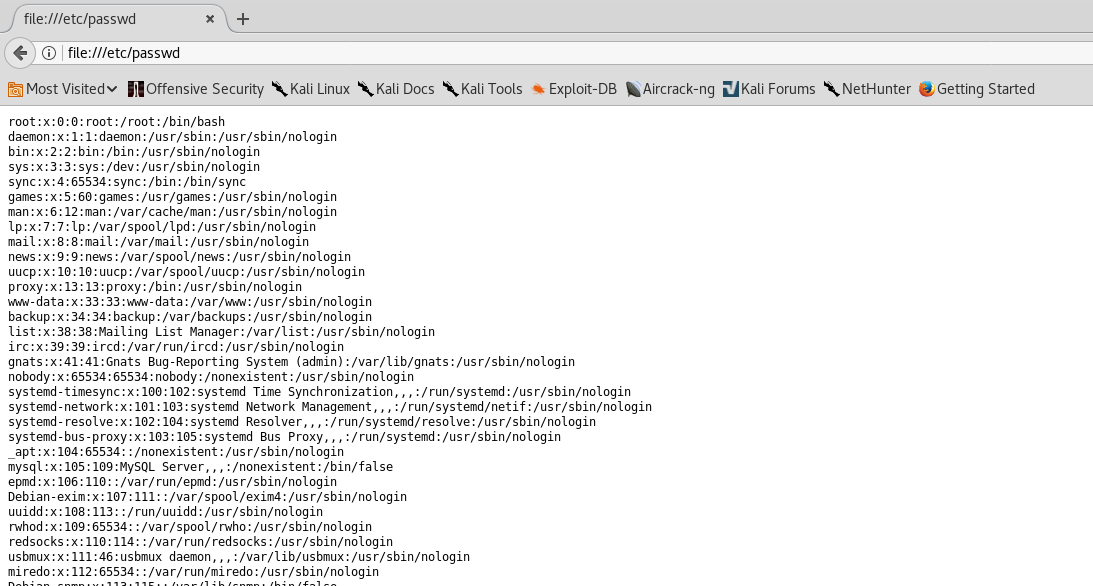 file:///etc/passwd
file:///etc/passwd
Most Visited Offensive Security Kali Linux Kali Docs Kali Tools Exploit-DB Aircrack-ng Kali Forums NetHunter Getting Started
root:x:0:0:root:/root:/bin/bash
daemon:x:1:1:daemon:/usr/sbin:/usr/sbin/nologin
bin:x:2:2:bin:/bin:/usr/sbin/nologin
sys:x:3:3:sys:/dev:/usr/sbin/nologin
sync:x:4:65534:sync:/bin:/bin/sync
games:x:5:60:games:/usr/games:/usr/sbin/nologin
man:x:6:12:man:/var/cache/man:/usr/sbin/nologin
lp:x:7:7:lp:/var/spool/lpd:/usr/sbin/nologin
mail:x:8:8:mail:/var/mail:/usr/sbin/nologin
news:x:9:9:news:/var/spool/news:/usr/sbin/nologin
uucp:x:10:10:uucp:/var/spool/uucp:/usr/sbin/nologin
proxy:x:13:13:proxy:/bin:/usr/sbin/nologin
www-data:x:33:33:www-data:/var/www:/usr/sbin/nologin
backup:x:34:34:backup:/var/backups:/usr/sbin/nologin
list:x:38:38:Mailing List Manager:/var/list:/usr/sbin/nologin
irc:x:39:39:ircd:/var/run/ircd:/usr/sbin/nologin
gnats:x:41:41:Gnats Bug-Reporting System (admin):/var/lib/gnats:/usr/sbin/nologin
nobody:x:65534:65534:nobody:/nonexistent:/usr/sbin/nologin
systemd-timesync:x:100:102:systemd Time Synchronization,,,:/run/systemd:/usr/sbin/nologin
systemd-network:x:101:103:systemd Network Management,,,:/run/systemd/netif:/usr/sbin/nologin
systemd-resolve:x:102:104:systemd Resolver,,,:/run/systemd/resolve:/usr/sbin/nologin
systemd-bus-proxy:x:103:105:systemd Bus Proxy,,,:/run/systemd:/usr/sbin/nologin
_apt:x:104:65534::/nonexistent:/usr/sbin/nologin
mysql:x:105:109:MySQL Server,,,:/nonexistent:/bin/false
epmd:x:106:110::/var/run/epmd:/usr/sbin/nologin
Debian-exim:x:107:111::/var/spool/exim4:/usr/sbin/nologin
uuidd:x:108:113::/run/uuidd:/usr/sbin/nologin
rwhod:x:109:65534::/var/spool/rwho:/usr/sbin/nologin
redsocks:x:110:114::/var/run/redsocks:/usr/sbin/nologin
usbmux:x:111:46:usbmux daemon,,,:/var/lib/usbmux:/usr/sbin/nologin
miredo:x:112:65534::/var/run/miredo:/usr/sbin/nologin
Debian-snmp:x:113:115::/var/lib/snmp:/bin/false